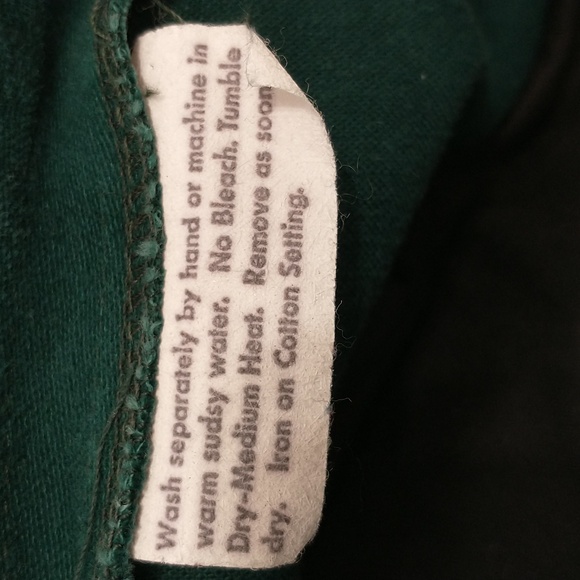 Wash separately by hand or machine in
warm sudsy water. No Bleach. Tumble
Dry-Medium Heat. Remove as soon
dry. Iron on Cotton Setting.